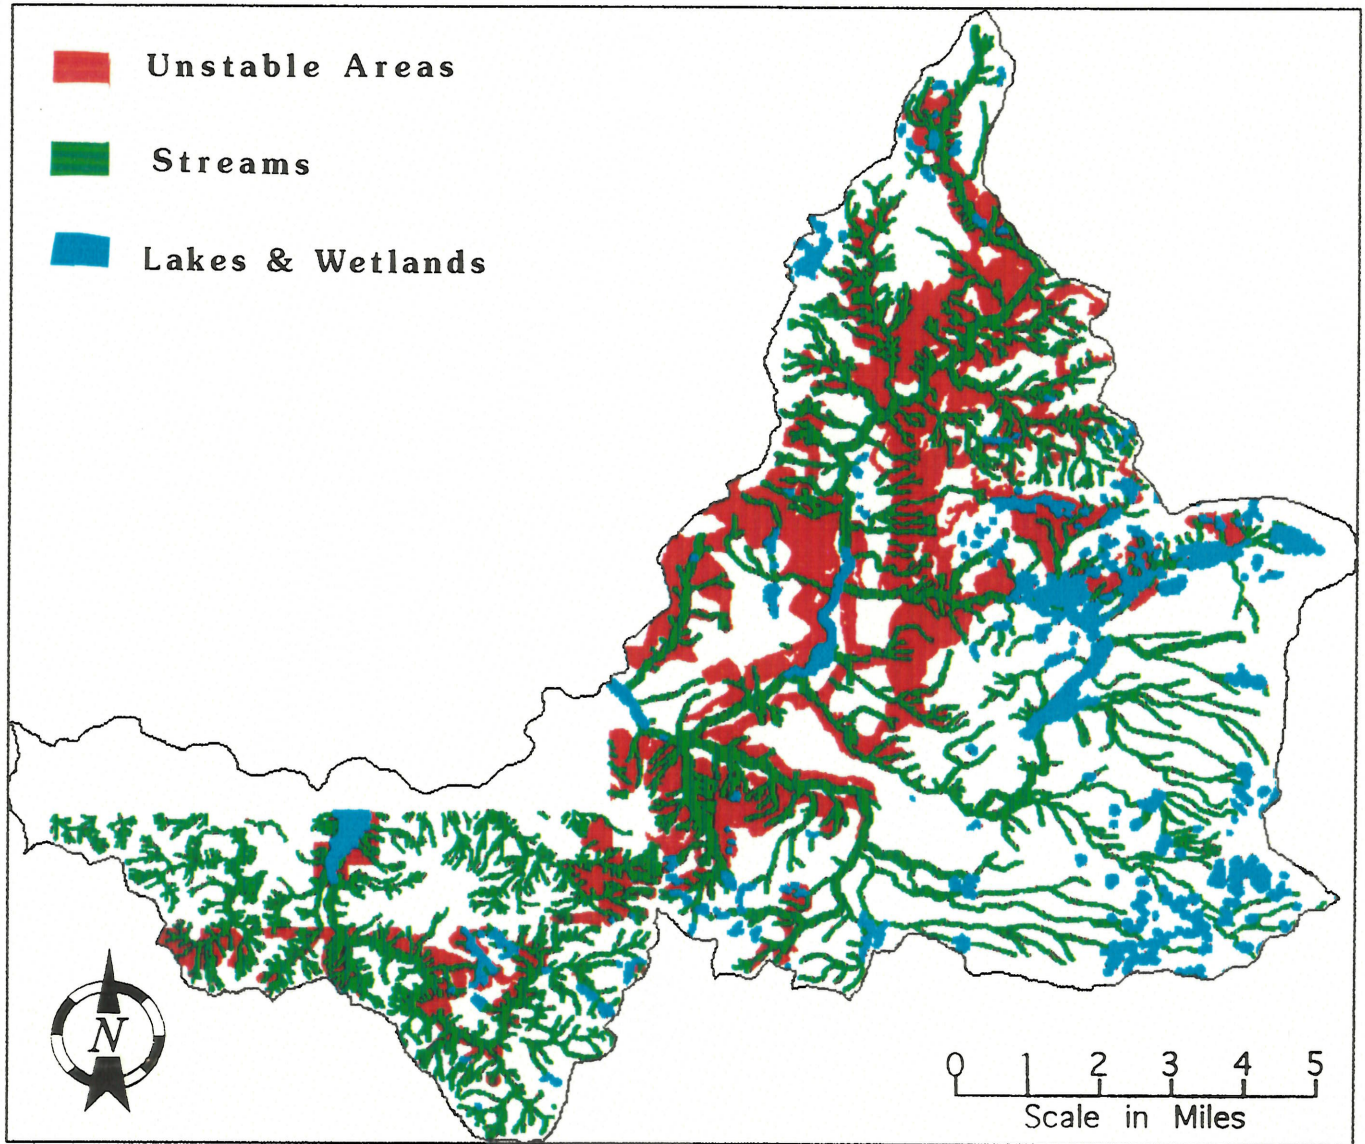 Unstable Areas
Streams
Lakes & Wetlands
N
0 1 2 3 4 5
Scale in Miles